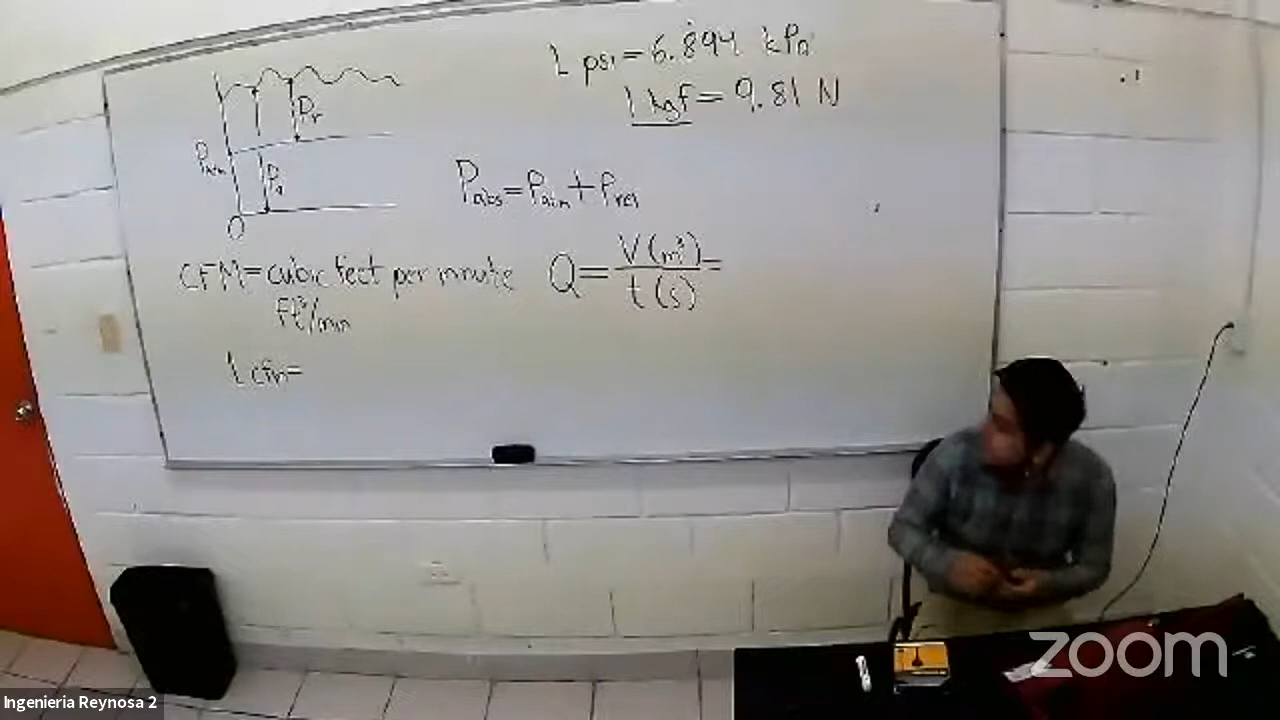 1 psi = 6.894 kPa
1 kgf = 9.81 N
Pr
Patm
Pa
0
Pabs = Patm + Prel
CFM = cubic feet per minute
ft³/min
Q = V (m³) / t (s) =
1 cfm =
zoom
Ingenieria Reynosa 2